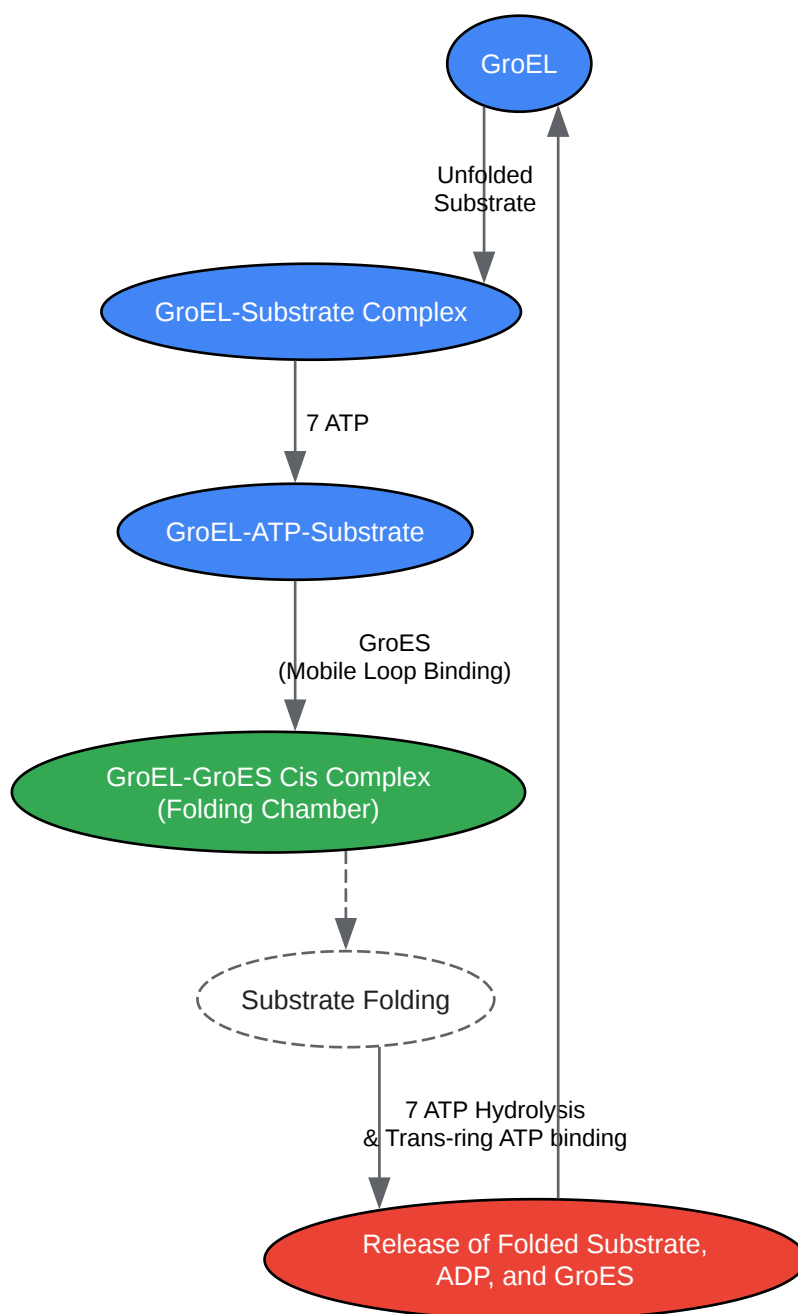 GroEL
Unfolded
Substrate
GroEL-Substrate Complex
7 ATP
GroEL-ATP-Substrate
GroES
(Mobile Loop Binding)
GroEL-GroES Cis Complex
(Folding Chamber)
Substrate Folding
7 ATP Hydrolysis
& Trans-ring ATP binding
Release of Folded Substrate,
ADP, and GroES